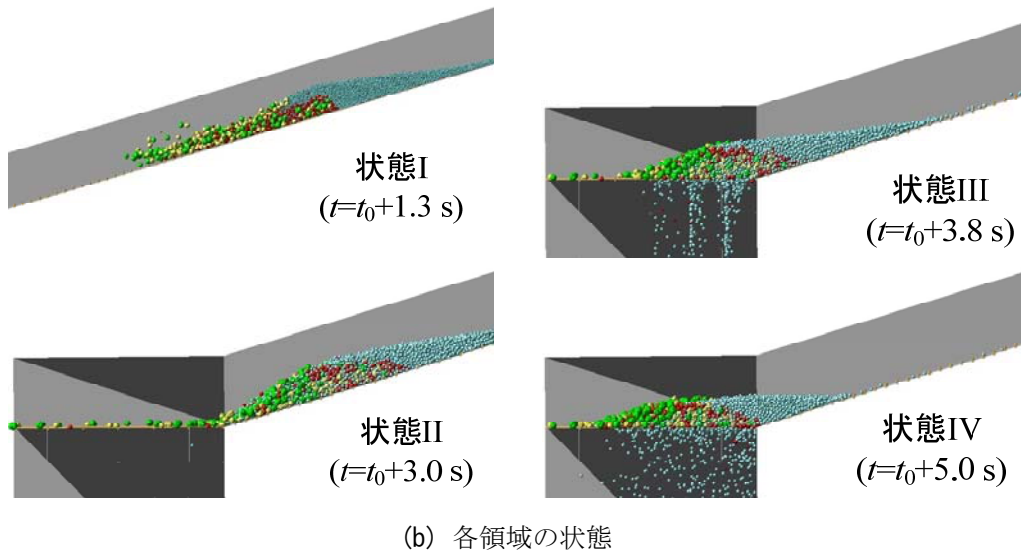 状態I
(t=t0+1.3 s)
状態III
(t=t0+3.8 s)
状態II
(t=t0+3.0 s)
状態IV
(t=t0+5.0 s)
(b) 各領域の状態